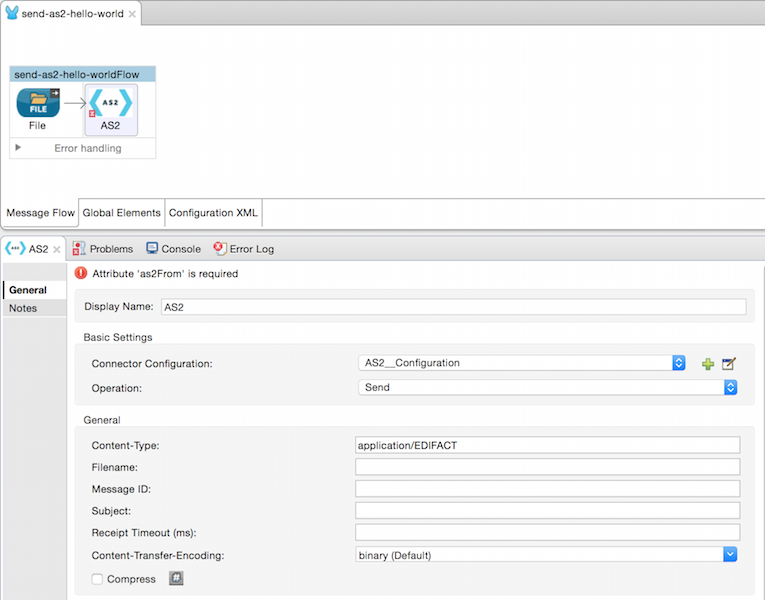 send-as2-hello-world
send-as2-hello-worldFlow
FILE
AS2
File
AS2
Error handling
Message Flow Global Elements Configuration XML
AS2 Problems Console Error Log
Attribute 'as2From' is required
General
Notes
Display Name: AS2
Basic Settings
Connector Configuration: AS2__Configuration
Operation: Send
General
Content-Type: application/EDIFACT
Filename:
Message ID:
Subject:
Receipt Timeout (ms):
Content-Transfer-Encoding: binary (Default)
Compress #